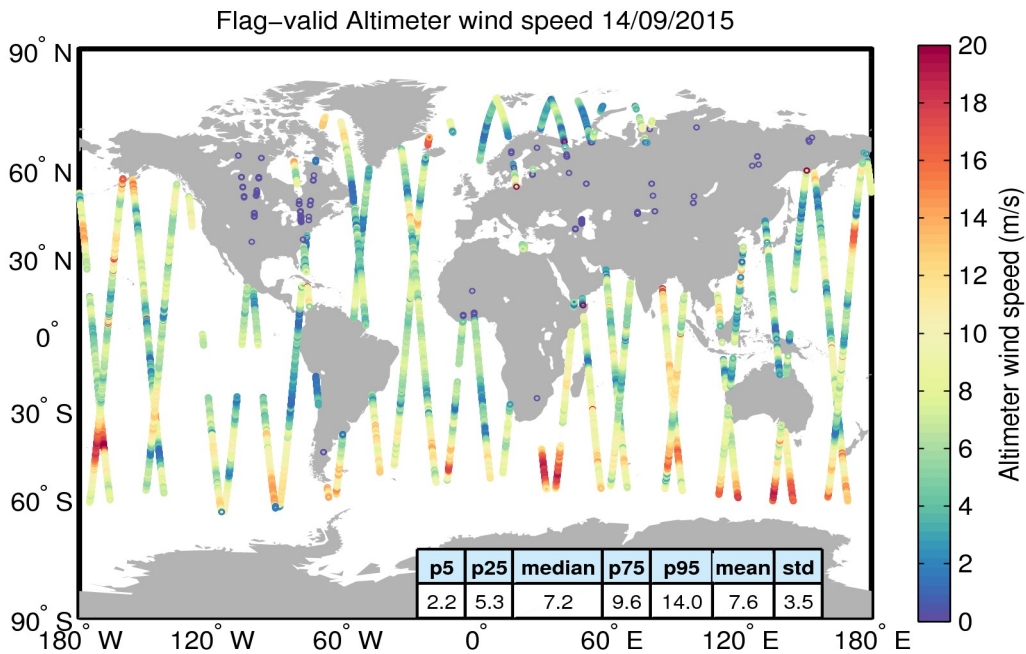 Flag−valid Altimeter wind speed 14/09/2015
90° N
60° N
30° N
0°
30° S
60° S
90° S
180° W
120° W
60° W
0°
60° E
120° E
180° E
p5 p25 median p75 p95 mean std
2.2 5.3 7.2 9.6 14.0 7.6 3.5
20
18
16
14
12
10
8
6
4
2
0
Altimeter wind speed (m/s)